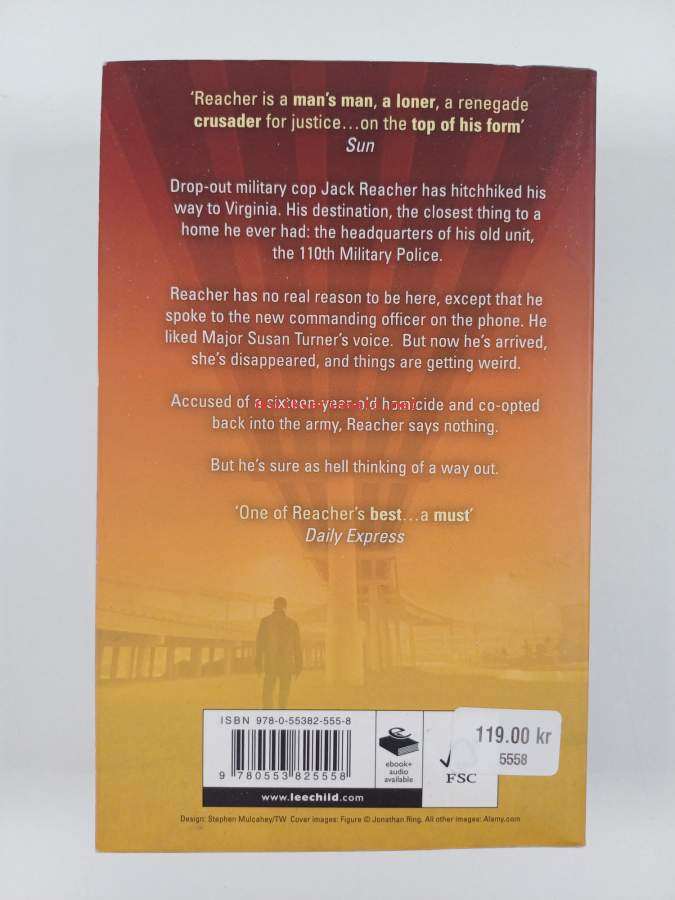 'Reacher is a man's man, a loner, a renegade
crusader for justice...on the top of his form'
Sun
Drop-out military cop Jack Reacher has hitchhiked his
way to Virginia. His destination, the closest thing to a
home he ever had: the headquarters of his old unit,
the 110th Military Police.
Reacher has no real reason to be here, except that he
spoke to the new commanding officer on the phone. He
liked Major Susan Turner's voice.  But now he's arrived,
she's disappeared, and things are getting weird.
Accused of a sixteen-year-old homicide and co-opted
back into the army, Reacher says nothing.
But he's sure as hell thinking of a way out.
'One of Reacher's best...a must'
Daily Express
ISBN 978-0-55382-555-8
9 780553 825558
ebook+
audio
available
FSC
119.00 kr
5558
www.leechild.com
Design: Stephen Mulcahey/TW  Cover images: Figure © Jonathan Ring. All other images: Alamy.com